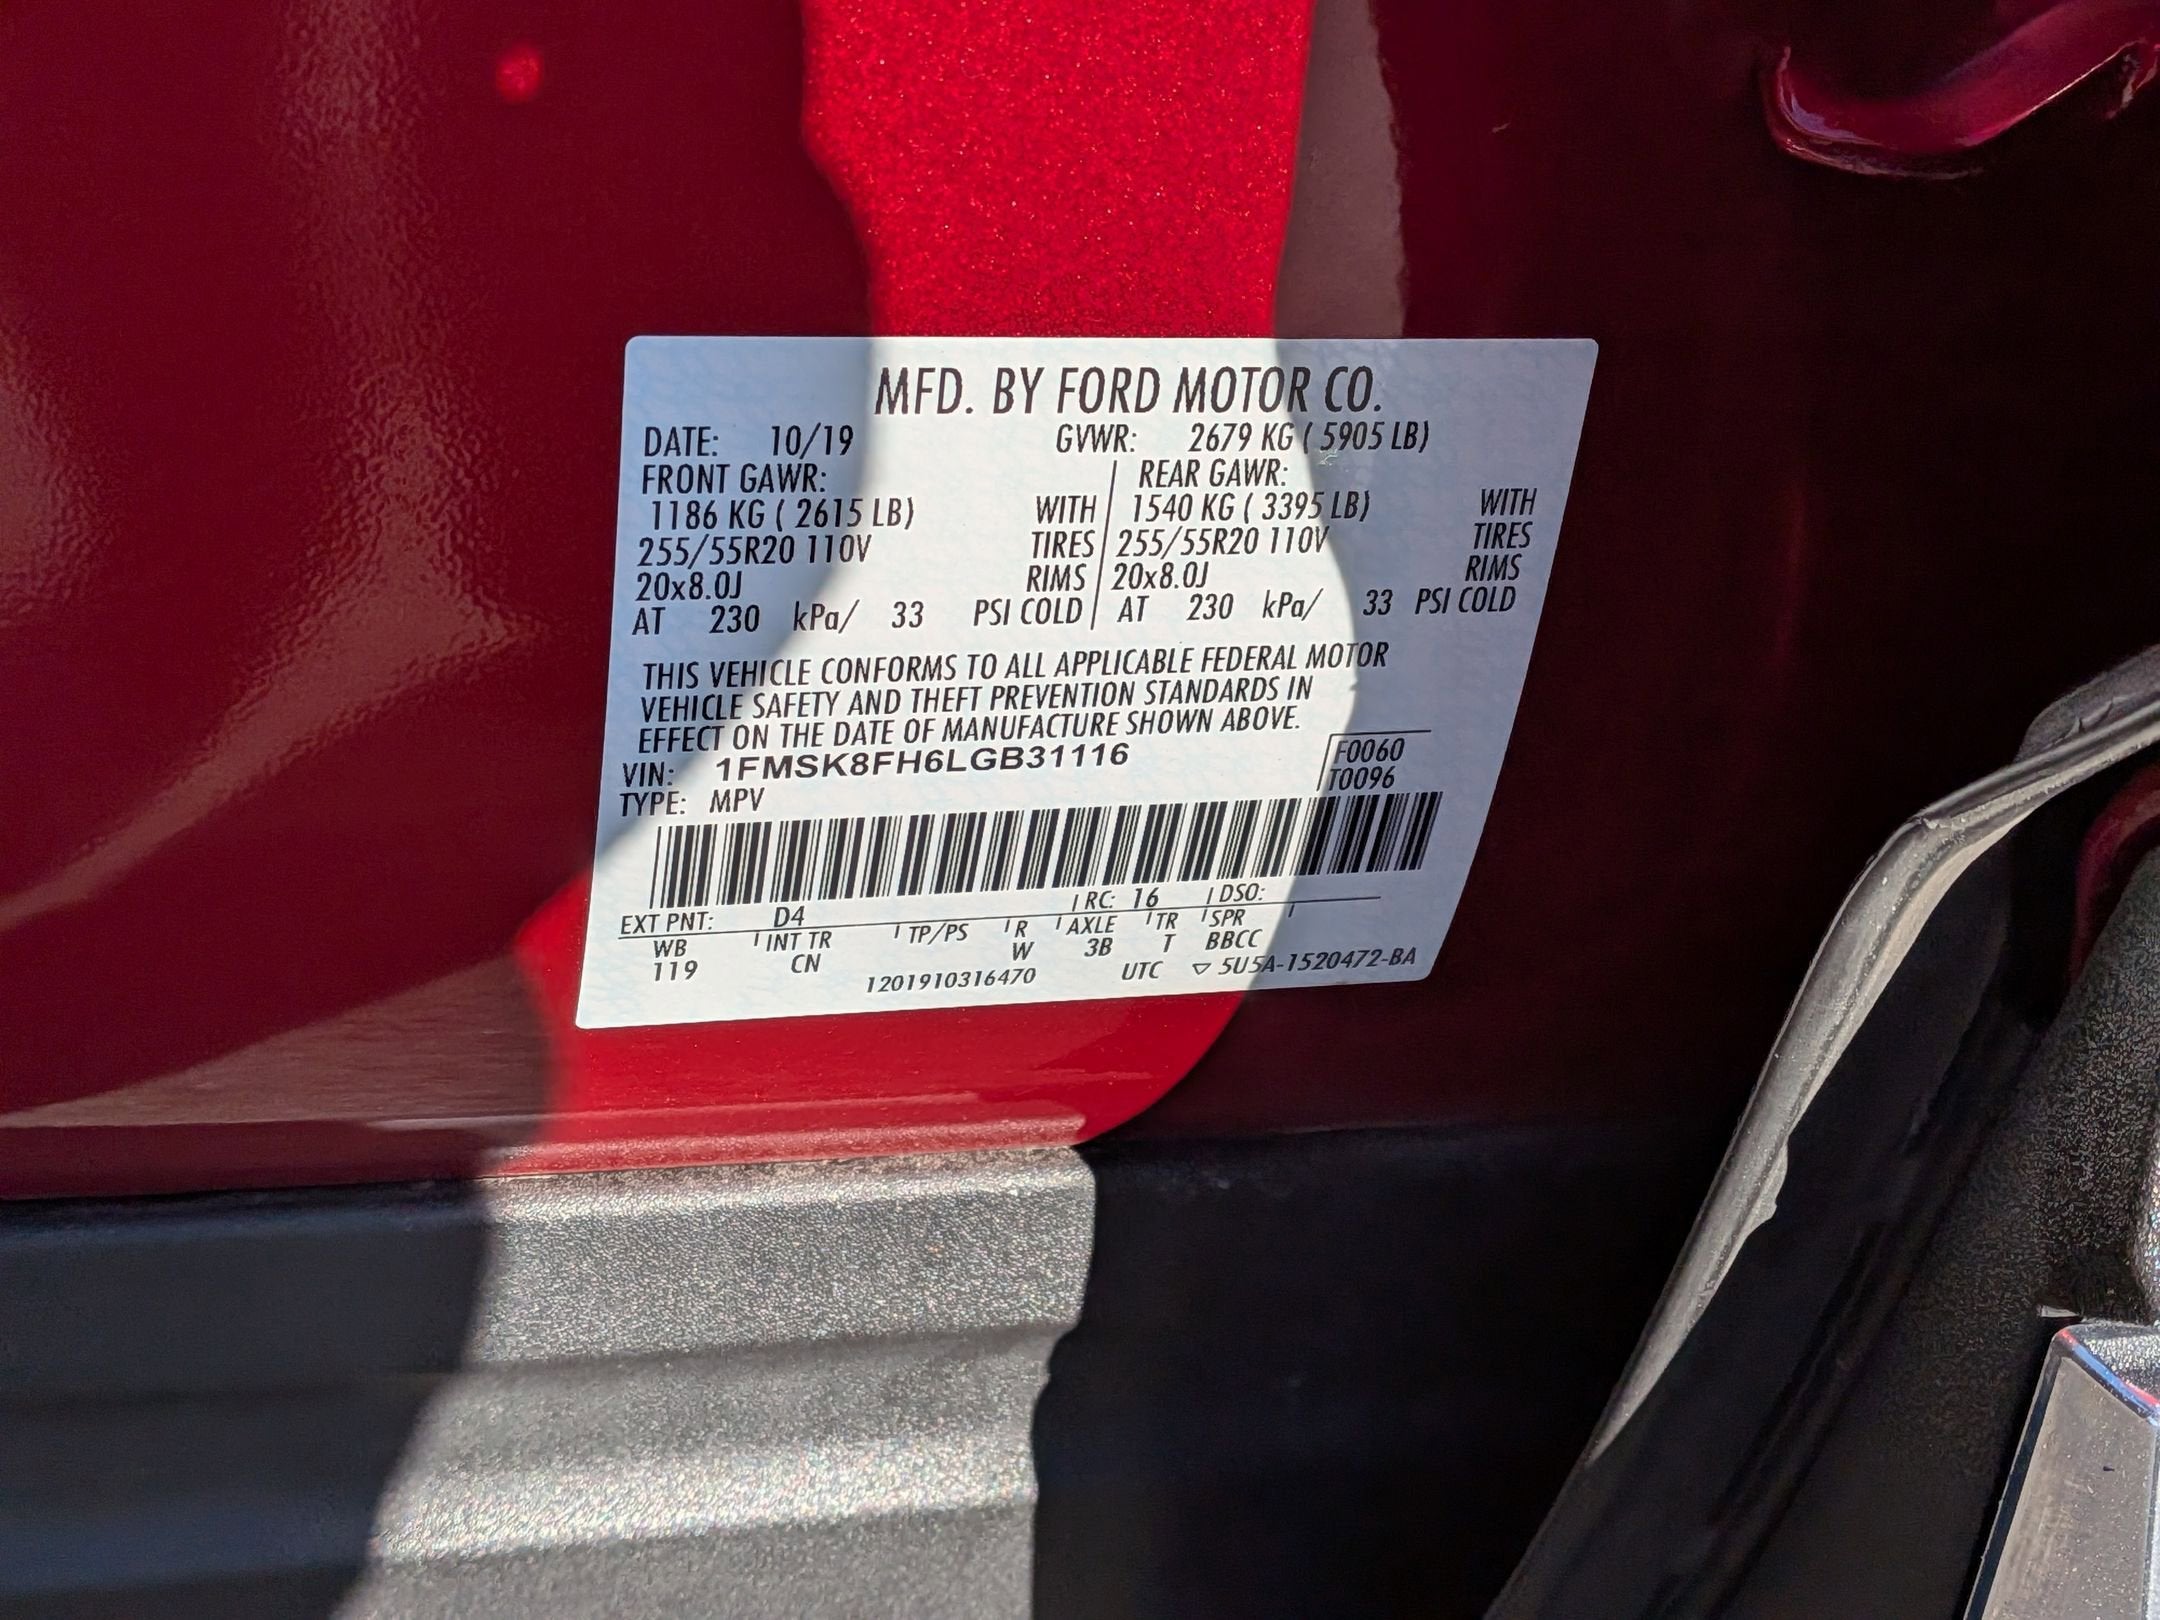 MFD. BY FORD MOTOR CO.
DATE: 10/19 GVWR: 2679 KG ( 5905 LB)
FRONT GAWR: REAR GAWR:
1186 KG ( 2615 LB) WITH 1540 KG ( 3395 LB) WITH
255/55R20 110V TIRES 255/55R20 110V TIRES
20x8.0J RIMS 20x8.0J RIMS
AT 230 kPa/ 33 PSI COLD AT 230 kPa/ 33 PSI COLD
THIS VEHICLE CONFORMS TO ALL APPLICABLE FEDERAL MOTOR
VEHICLE SAFETY AND THEFT PREVENTION STANDARDS IN
EFFECT ON THE DATE OF MANUFACTURE SHOWN ABOVE.
VIN: 1FMSK8FH6LGB31116 F0060
TYPE: MPV T0096
EXT PNT: D4 RC: 16 DSO:
WB INT TR TP/PS R AXLE TR SPR
119 CN W 3B T BBCC
1201910316470 UTC ▽ 5U5A-1520472-BA